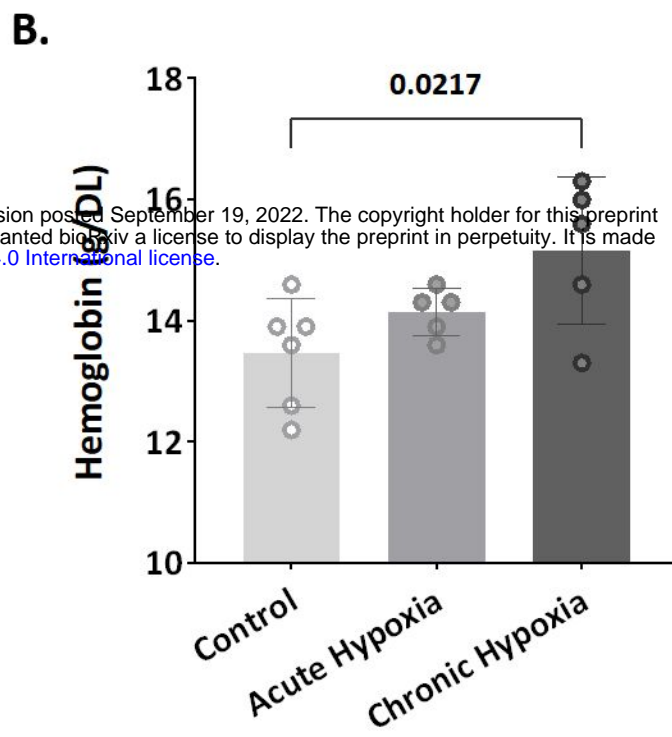 B.
0.0217
18
16
14
12
10
Hemoglobin (g/DL)
sion posted September 19, 2022. The copyright holder for this preprint
anted bioRxiv a license to display the preprint in perpetuity. It is made
.0 International license.
Control
Acute Hypoxia
Chronic Hypoxia